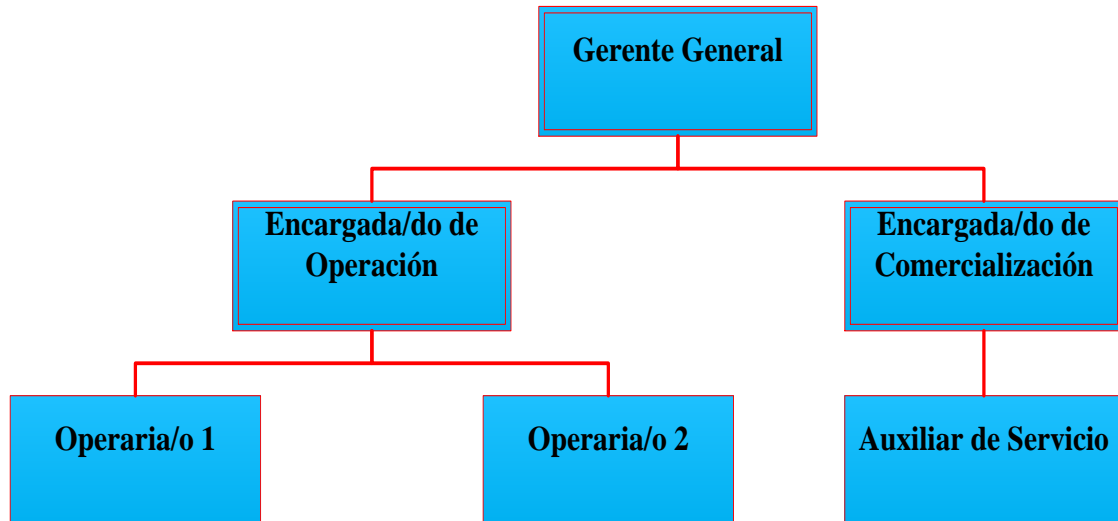 Gerente General
Encargada/do de
Operación
Encargada/do de
Comercialización
Operaria/o 1
Operaria/o 2
Auxiliar de Servicio